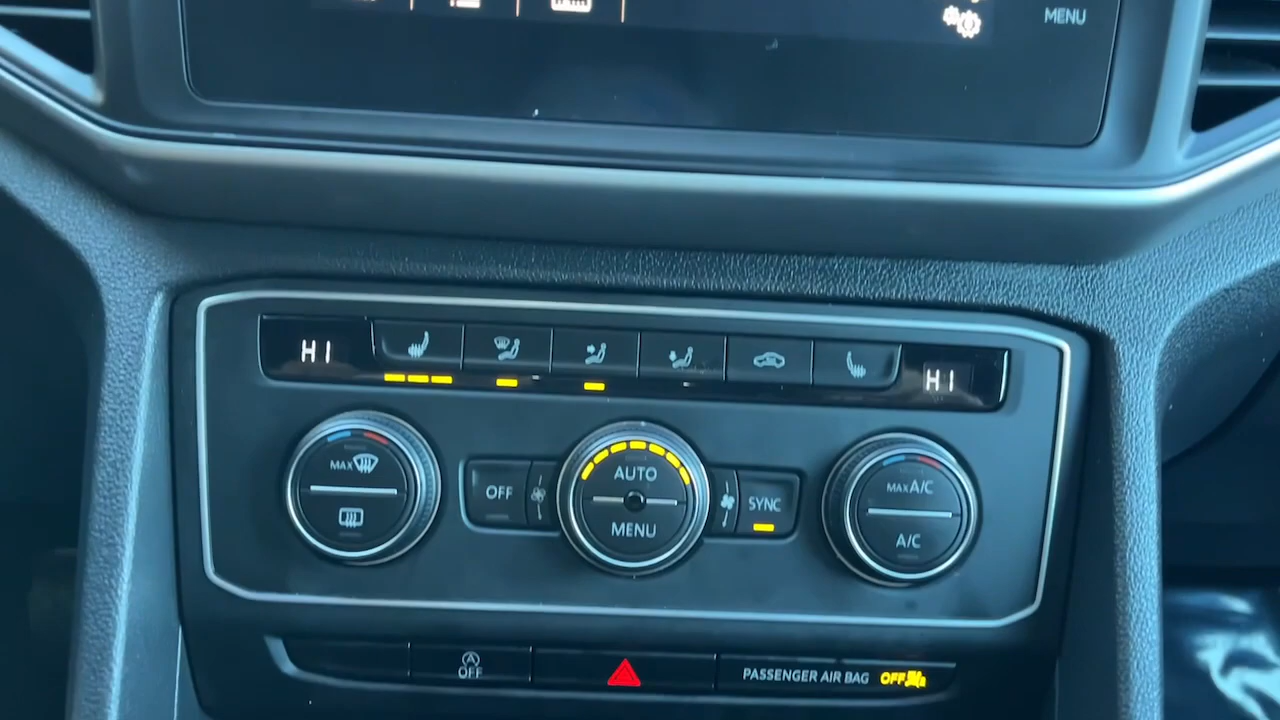 MENU
HI
HI
MAX
OFF
AUTO
MENU
SYNC
MAX A/C
A/C
A OFF
PASSENGER AIR BAG OFF